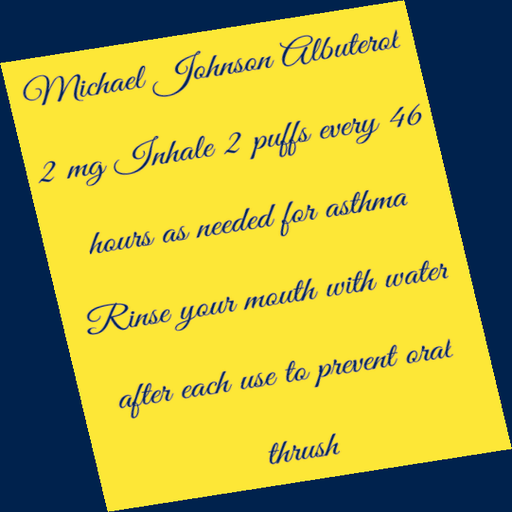 Michael Johnson Albuterol
2 mg Inhale 2 puffs every 46
hours as needed for asthma
Rinse your mouth with water
after each use to prevent oral
thrush